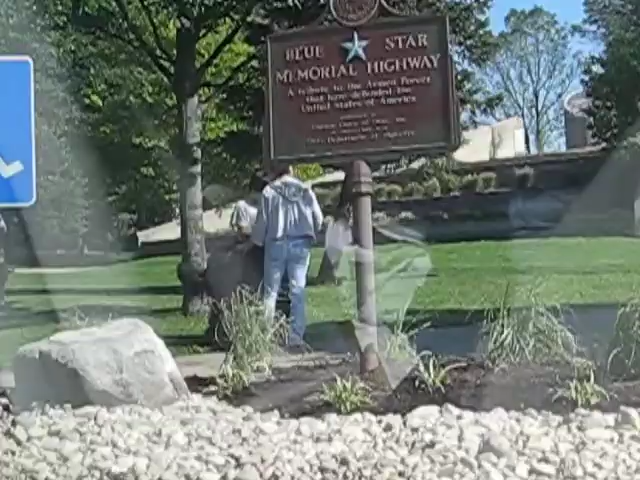 BLUE STAR
MEMORIAL HIGHWAY
A tribute to the Armed Forces
that have defended the
United States of America